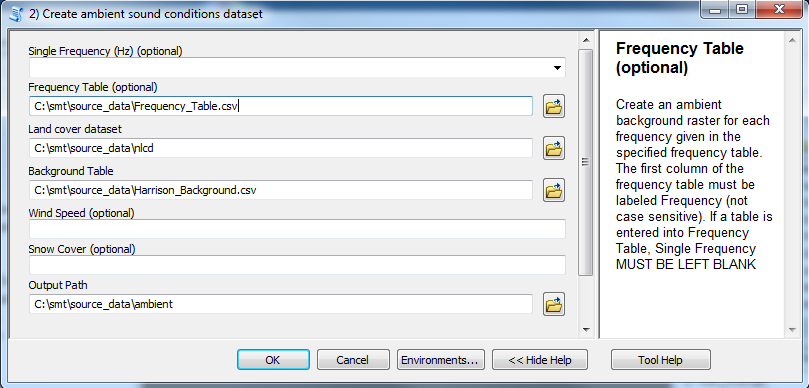 2) Create ambient sound conditions dataset
Single Frequency (Hz) (optional)
Frequency Table (optional)
C:\smt\source_data\Frequency_Table.csv
Land cover dataset
C:\smt\source_data\nlcd
Background Table
C:\smt\source_data\Harrison_Background.csv
Wind Speed (optional)
Snow Cover (optional)
Output Path
C:\smt\source_data\ambient
OK
Cancel
Environments...
<< Hide Help
Frequency Table
(optional)
Create an ambient
background raster for each
frequency given in the
specified frequency table.
The first column of the
frequency table must be
labeled Frequency (not
case sensitive). If a table is
entered into Frequency
Table, Single Frequency
MUST BE LEFT BLANK
Tool Help